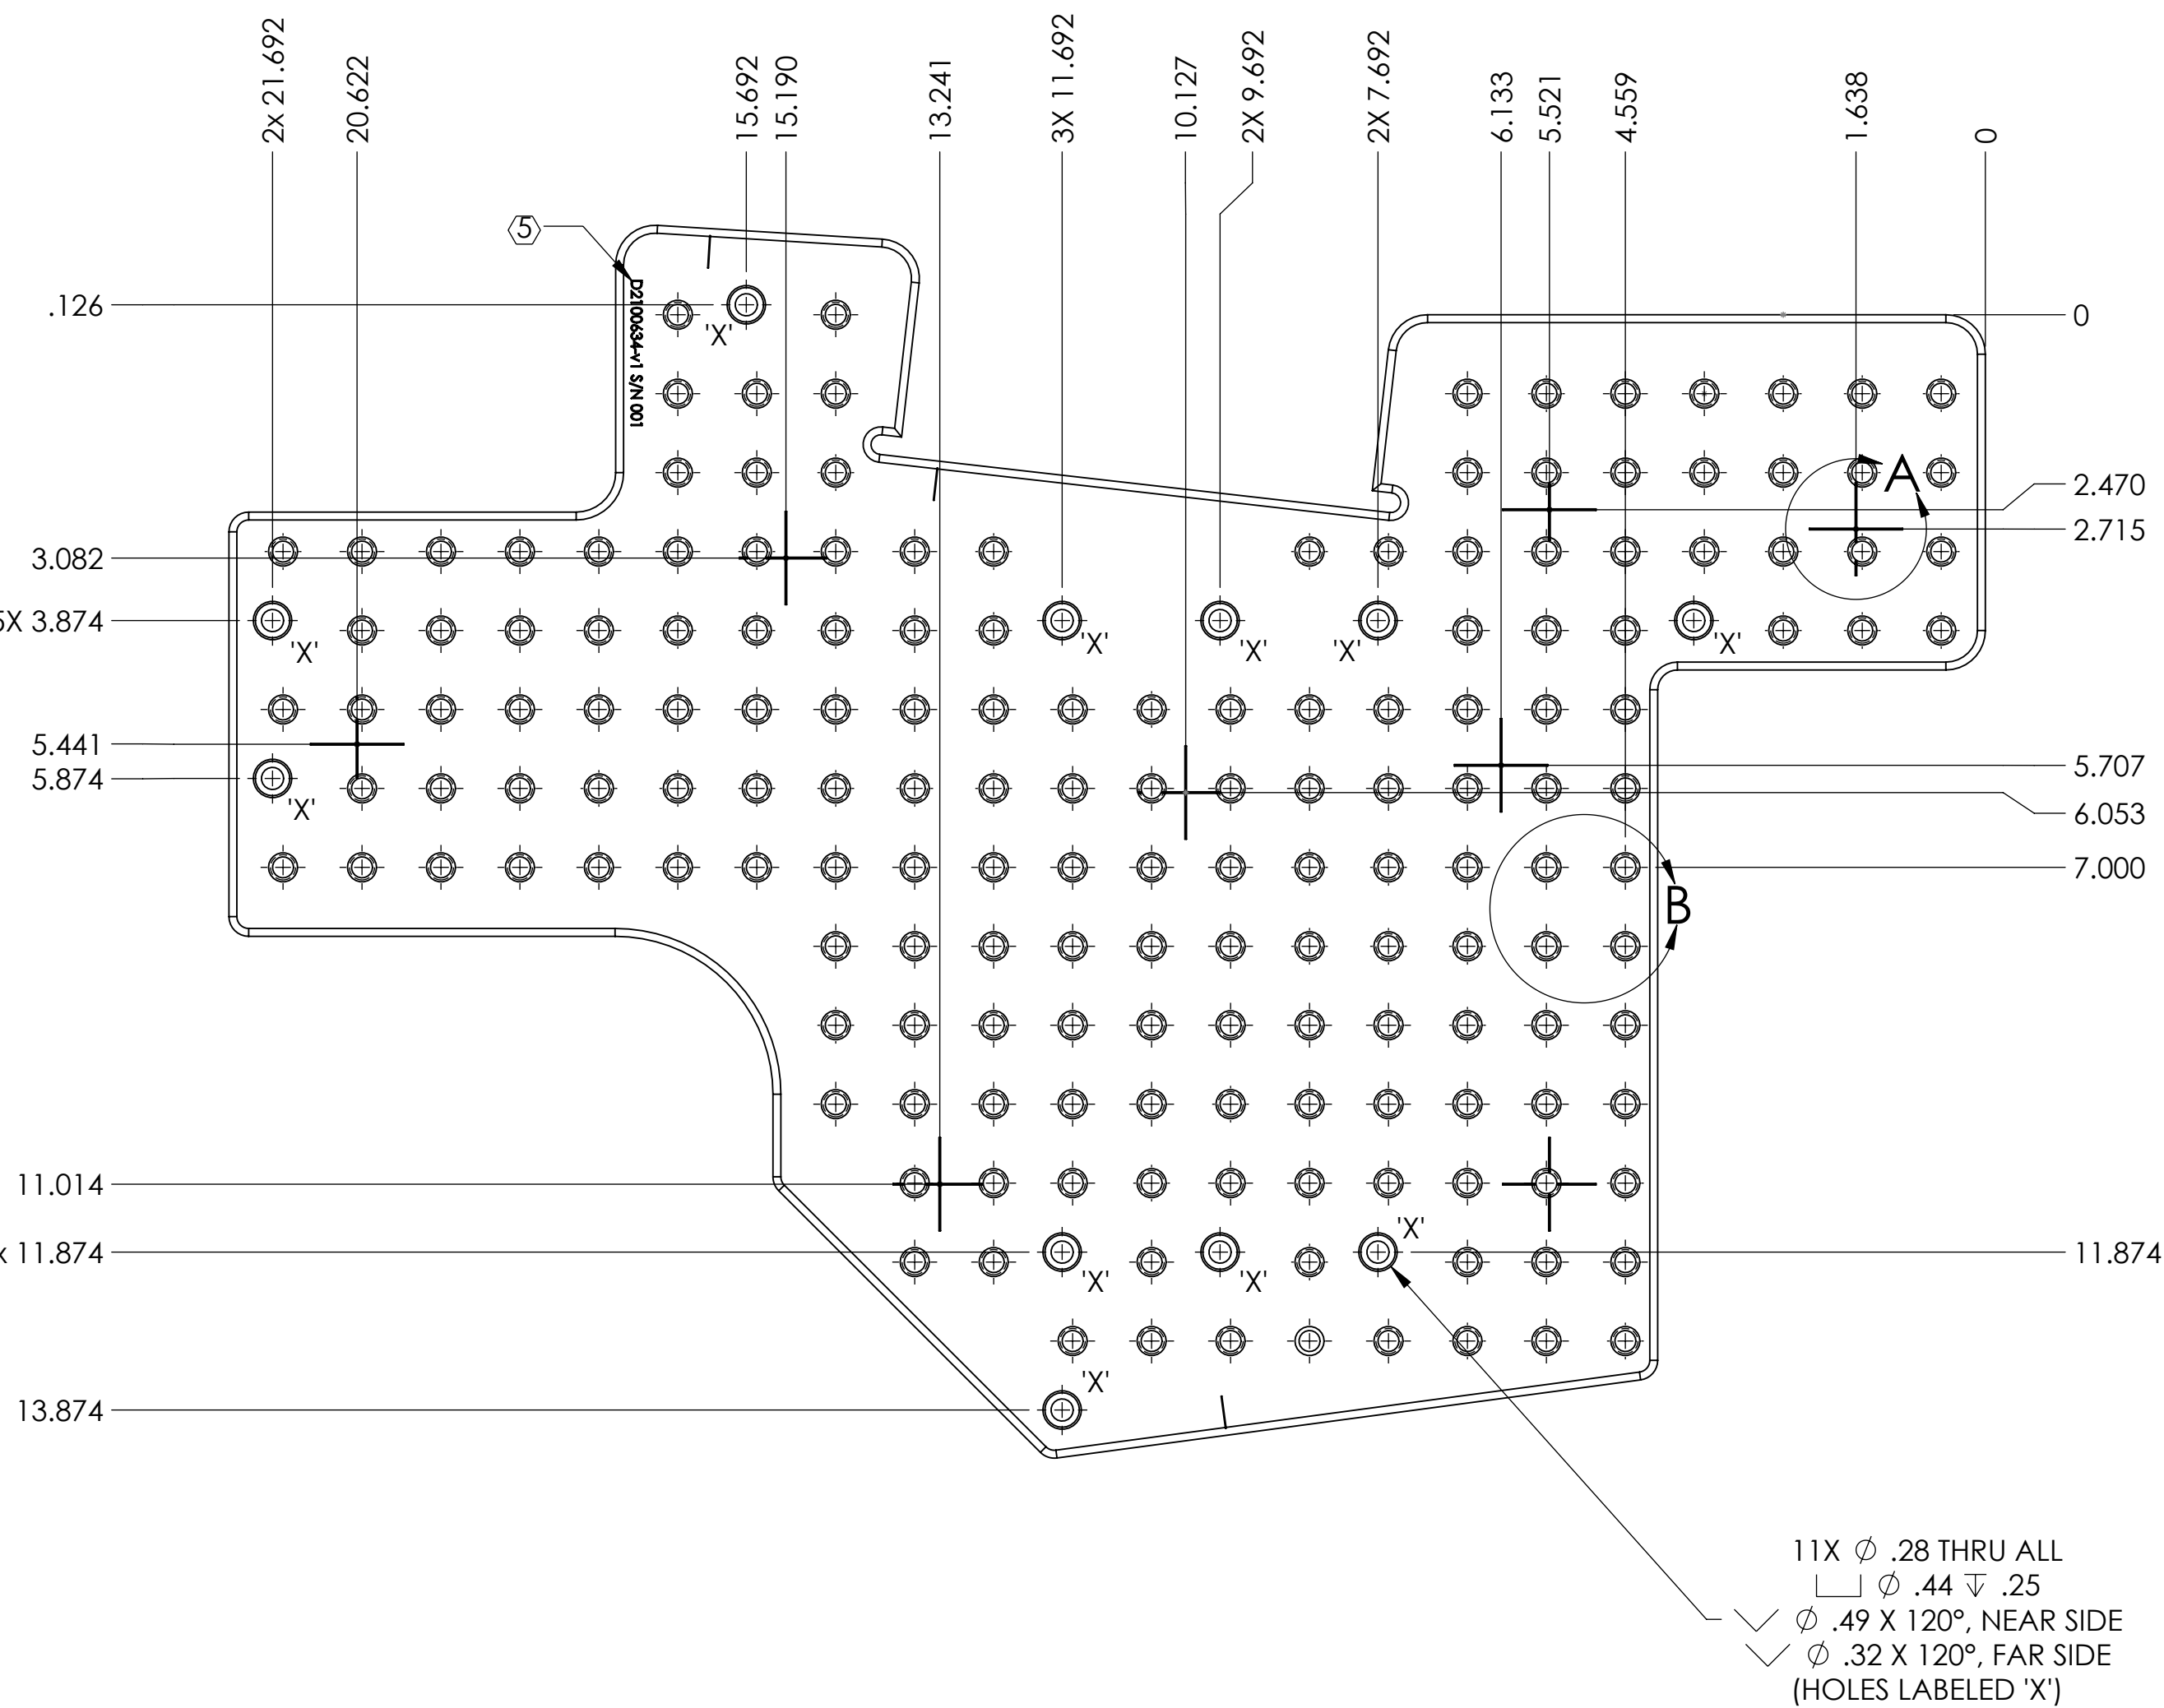 2x 21.692
20.622
15.692
15.190
13.241
3X 11.692
10.127
2X 9.692
2X 7.692
6.133
5.521
4.559
1.638
0
5
D2100634-v1 S/N 001
.126
'X'
0
A
2.470
2.715
3.082
5X 3.874
'X'
'X'
'X'
'X'
'X'
5.441
5.874
'X'
5.707
6.053
7.000
B
11.014
x 11.874
'X'
'X'
'X'
11.874
13.874
'X'
11X ∅ .28 THRU ALL
⌴ ∅ .44 ↧ .25
⌵ ∅ .49 X 120°, NEAR SIDE
⌵ ∅ .32 X 120°, FAR SIDE
(HOLES LABELED 'X')